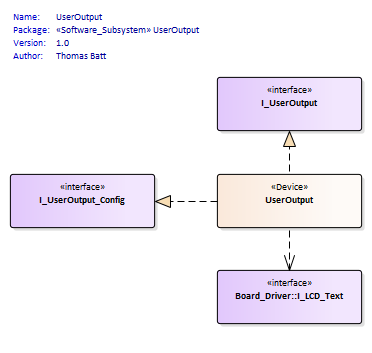 Name: UserOutput
Package: «Software_Subsystem» UserOutput
Version: 1.0
Author: Thomas Batt
«interface»
I_UserOutput
«interface»
I_UserOutput_Config
«Device»
UserOutput
«interface»
Board_Driver::I_LCD_Text